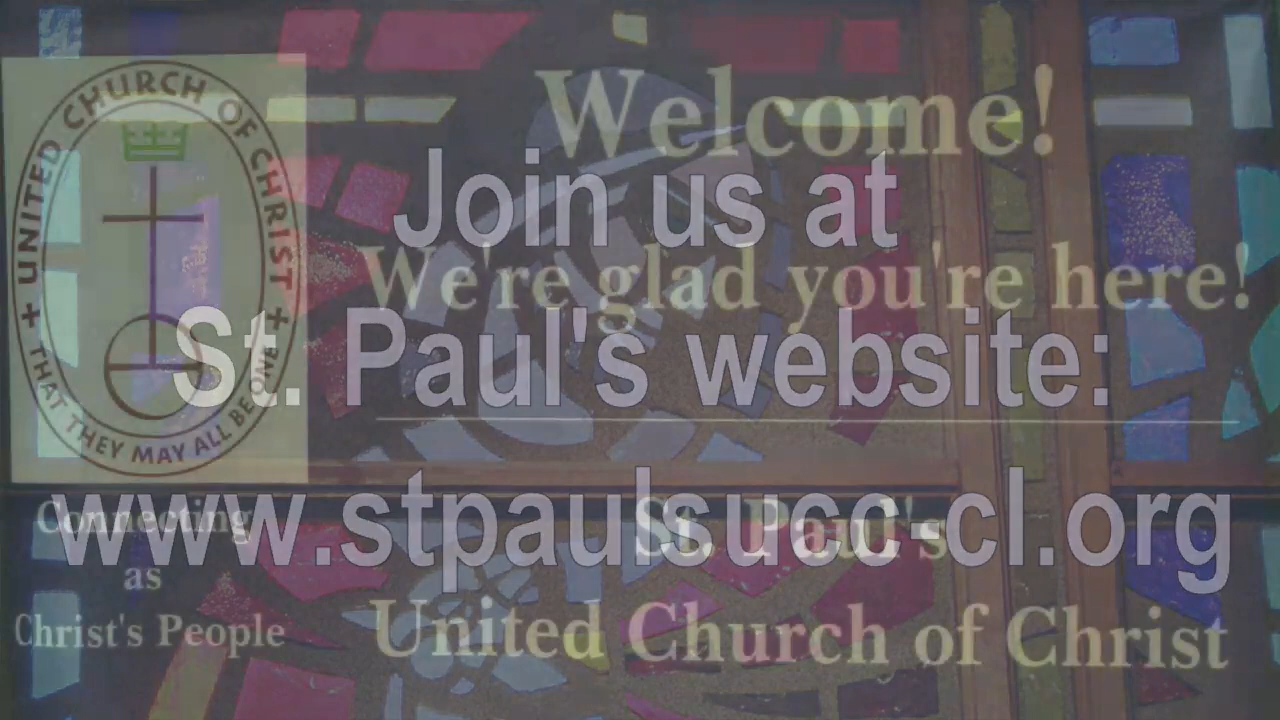 UNITED CHURCH OF CHRIST
THAT THEY MAY ALL BE ONE
Welcome!
We're glad you're here!
Connecting
as
Christ's People
St. Paul's
United Church of Christ
Join us at
St. Paul's website:
www.stpaulsucc-cl.org